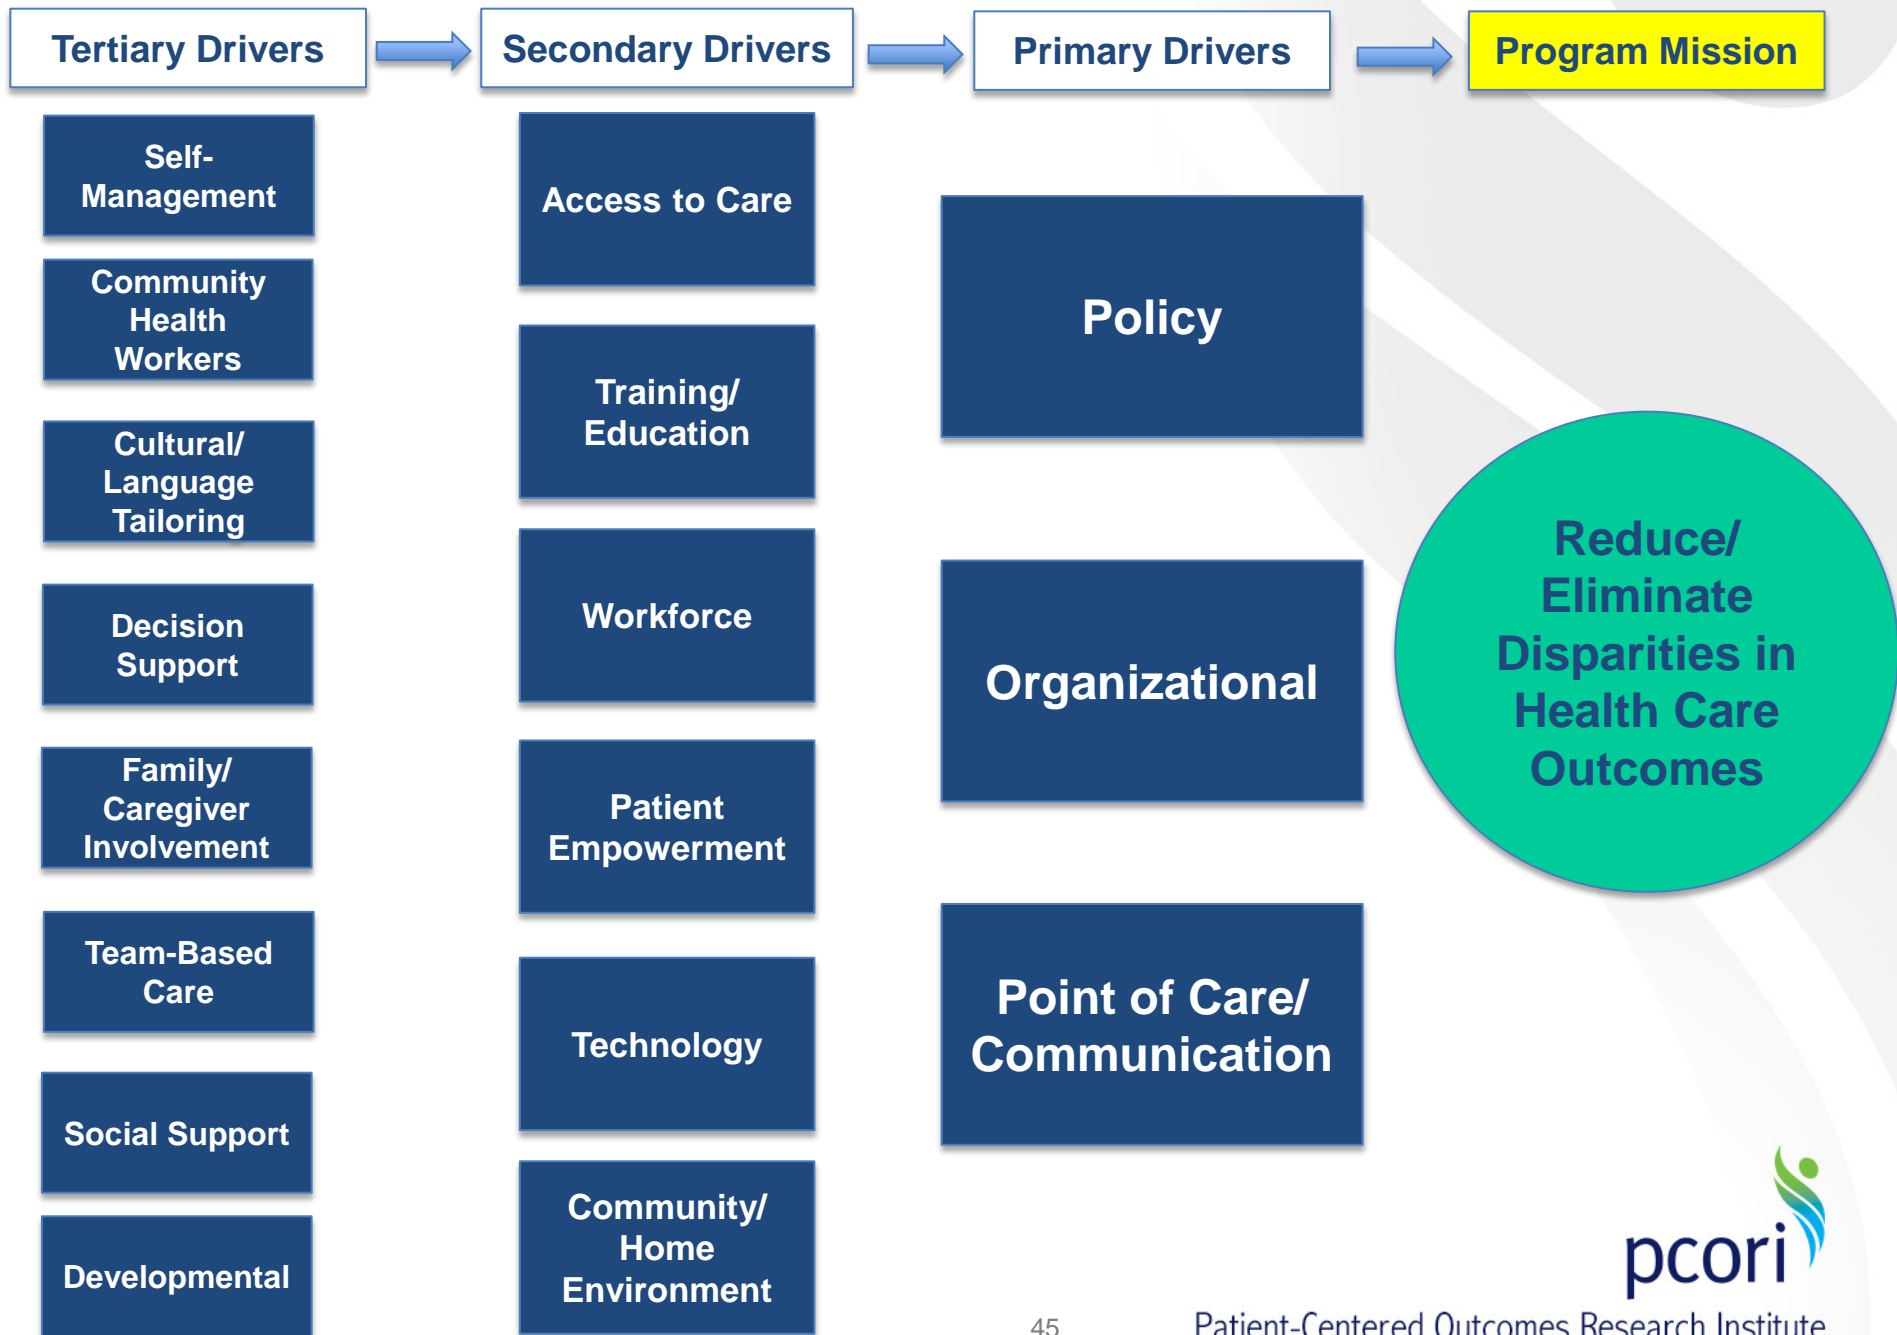 Tertiary Drivers
Secondary Drivers
Primary Drivers
Program Mission
Self-
Management
Community
Health
Workers
Cultural/
Language
Tailoring
Decision
Support
Family/
Caregiver
Involvement
Team-Based
Care
Social Support
Developmental
Access to Care
Training/
Education
Workforce
Patient
Empowerment
Technology
Community/
Home
Environment
Policy
Organizational
Point of Care/
Communication
Reduce/
Eliminate
Disparities in
Health Care
Outcomes
pcori
45
Patient-Centered Outcomes Research Institute